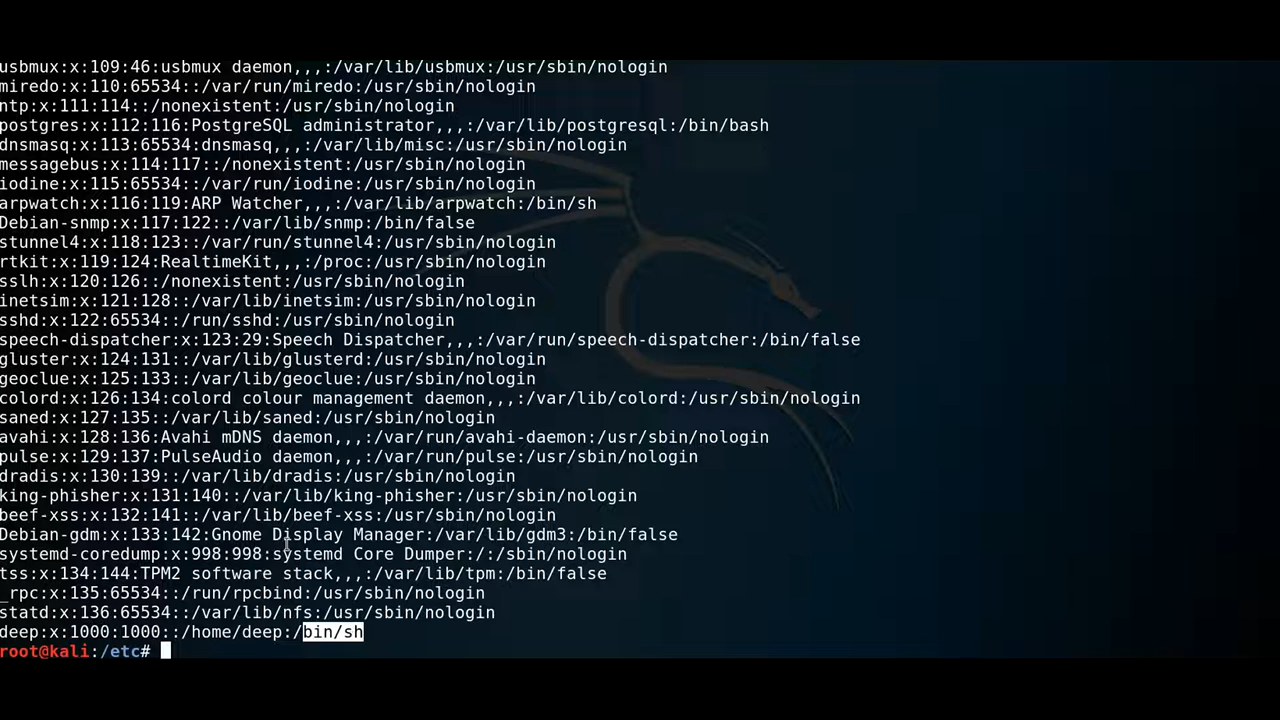 usbmux:x:109:46:usbmux daemon,,,:/var/lib/usbmux:/usr/sbin/nologin
miredo:x:110:65534::/var/run/miredo:/usr/sbin/nologin
ntp:x:111:114::/nonexistent:/usr/sbin/nologin
postgres:x:112:116:PostgreSQL administrator,,,:/var/lib/postgresql:/bin/bash
dnsmasq:x:113:65534:dnsmasq,,,:/var/lib/misc:/usr/sbin/nologin
messagebus:x:114:117::/nonexistent:/usr/sbin/nologin
iodine:x:115:65534::/var/run/iodine:/usr/sbin/nologin
arpwatch:x:116:119:ARP Watcher,,,:/var/lib/arpwatch:/bin/sh
Debian-snmp:x:117:122::/var/lib/snmp:/bin/false
stunnel4:x:118:123::/var/run/stunnel4:/usr/sbin/nologin
rtkit:x:119:124:RealtimeKit,,,:/proc:/usr/sbin/nologin
sslh:x:120:126::/nonexistent:/usr/sbin/nologin
inetsim:x:121:128::/var/lib/inetsim:/usr/sbin/nologin
sshd:x:122:65534::/run/sshd:/usr/sbin/nologin
speech-dispatcher:x:123:29:Speech Dispatcher,,,:/var/run/speech-dispatcher:/bin/false
gluster:x:124:131::/var/lib/glusterd:/usr/sbin/nologin
geoclue:x:125:133::/var/lib/geoclue:/usr/sbin/nologin
colord:x:126:134:colord colour management daemon,,,:/var/lib/colord:/usr/sbin/nologin
saned:x:127:135::/var/lib/saned:/usr/sbin/nologin
avahi:x:128:136:Avahi mDNS daemon,,,:/var/run/avahi-daemon:/usr/sbin/nologin
pulse:x:129:137:PulseAudio daemon,,,:/var/run/pulse:/usr/sbin/nologin
dradis:x:130:139::/var/lib/dradis:/usr/sbin/nologin
king-phisher:x:131:140::/var/lib/king-phisher:/usr/sbin/nologin
beef-xss:x:132:141::/var/lib/beef-xss:/usr/sbin/nologin
Debian-gdm:x:133:142:Gnome Display Manager:/var/lib/gdm3:/bin/false
systemd-coredump:x:998:998:systemd Core Dumper:/:/sbin/nologin
tss:x:134:144:TPM2 software stack,,,:/var/lib/tpm:/bin/false
_rpc:x:135:65534::/run/rpcbind:/usr/sbin/nologin
statd:x:136:65534::/var/lib/nfs:/usr/sbin/nologin
deep:x:1000:1000::/home/deep:/bin/sh
root@kali:/etc#